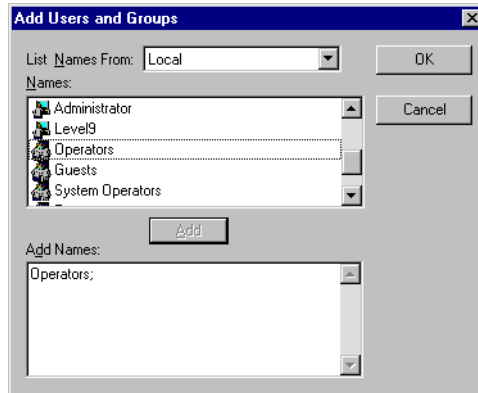 Add Users and Groups
List Names From: Local
OK
Names:
Administrator
Level9
Operators
Guests
System Operators
Cancel
Add
Add Names:
Operators;